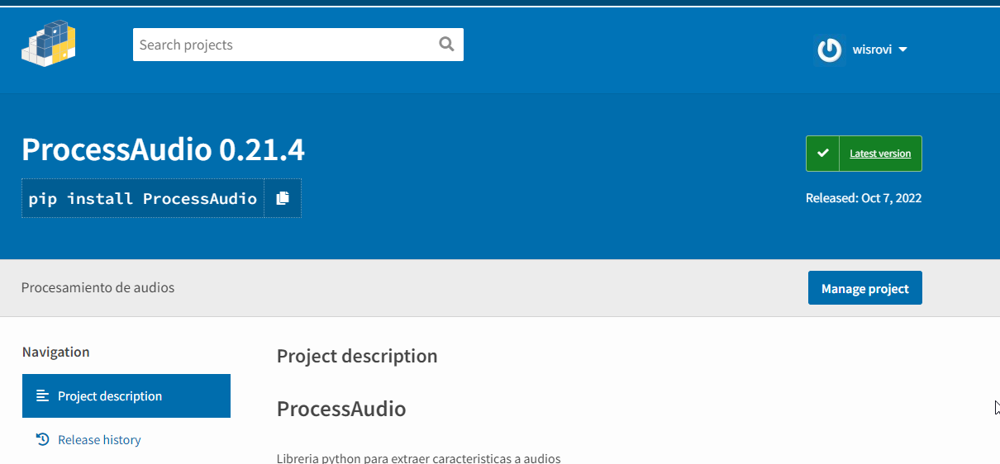 Search projects
wisrovi
ProcessAudio 0.21.4
pip install ProcessAudio
Latest version
Released: Oct 7, 2022
Procesamiento de audios
Manage project
Navigation
Project description
Release history
Project description
ProcessAudio
Libreria python para extraer caracteristicas a audios